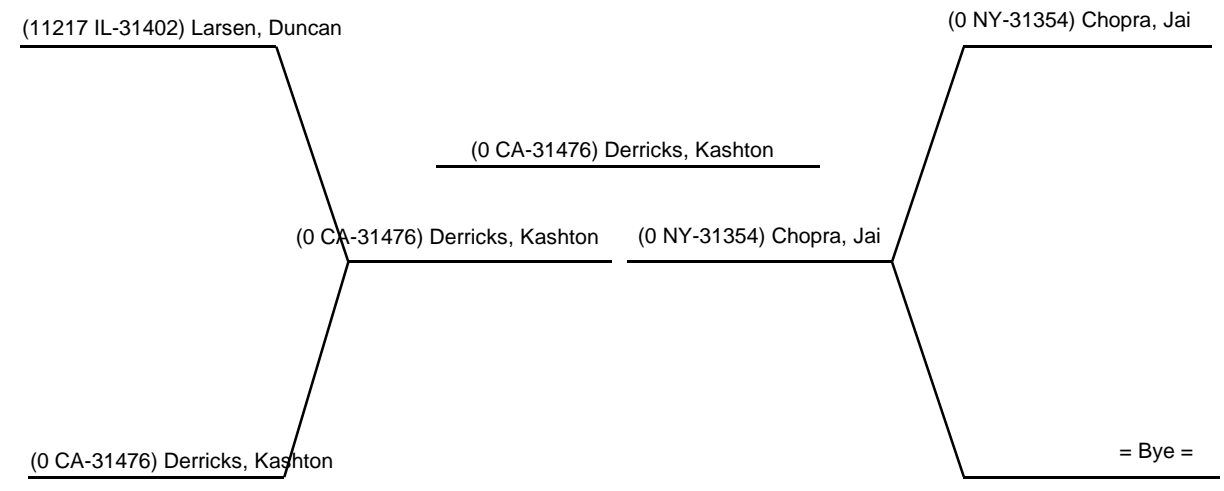 (11217 IL-31402) Larsen, Duncan
(0 NY-31354) Chopra, Jai
(0 CA-31476) Derricks, Kashton
(0 CA-31476) Derricks, Kashton
(0 NY-31354) Chopra, Jai
(0 CA-31476) Derricks, Kashton
= Bye =